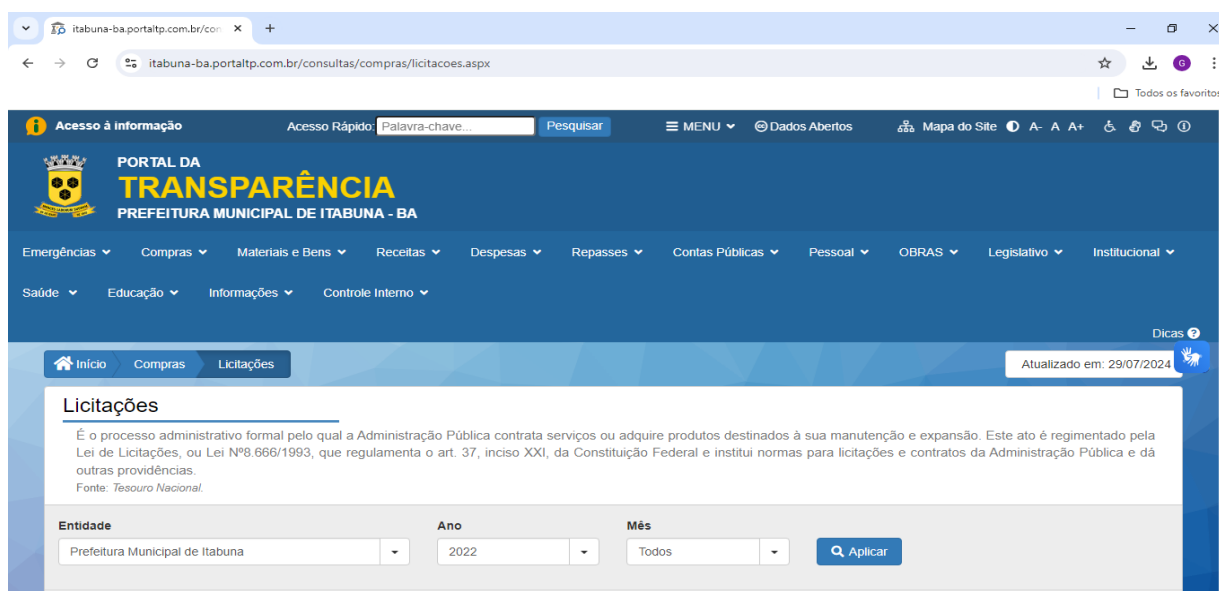 itabuna-ba.portaltp.com.br/con
itabuna-ba.portaltp.com.br/consultas/compras/licitacoes.aspx
G
Todos os favoritos
Acesso à informação Acesso Rápido: Palavra-chave... Pesquisar MENU Dados Abertos Mapa do Site A- A A+
PORTAL DA
TRANSPARÊNCIA
PREFEITURA MUNICIPAL DE ITABUNA - BA
Emergências Compras Materiais e Bens Receitas Despesas Repasses Contas Públicas Pessoal OBRAS Legislativo Institucional
Saúde Educação Informações Controle Interno
Dicas
Início Compras Licitações Atualizado em: 29/07/2024
Licitações
É o processo administrativo formal pelo qual a Administração Pública contrata serviços ou adquire produtos destinados à sua manutenção e expansão. Este ato é regimentado pela
Lei de Licitações, ou Lei Nº8.666/1993, que regulamenta o art. 37, inciso XXI, da Constituição Federal e institui normas para licitações e contratos da Administração Pública e dá
outras providências.
Fonte: Tesouro Nacional.
Entidade Ano Mês
Prefeitura Municipal de Itabuna 2022 Todos Aplicar